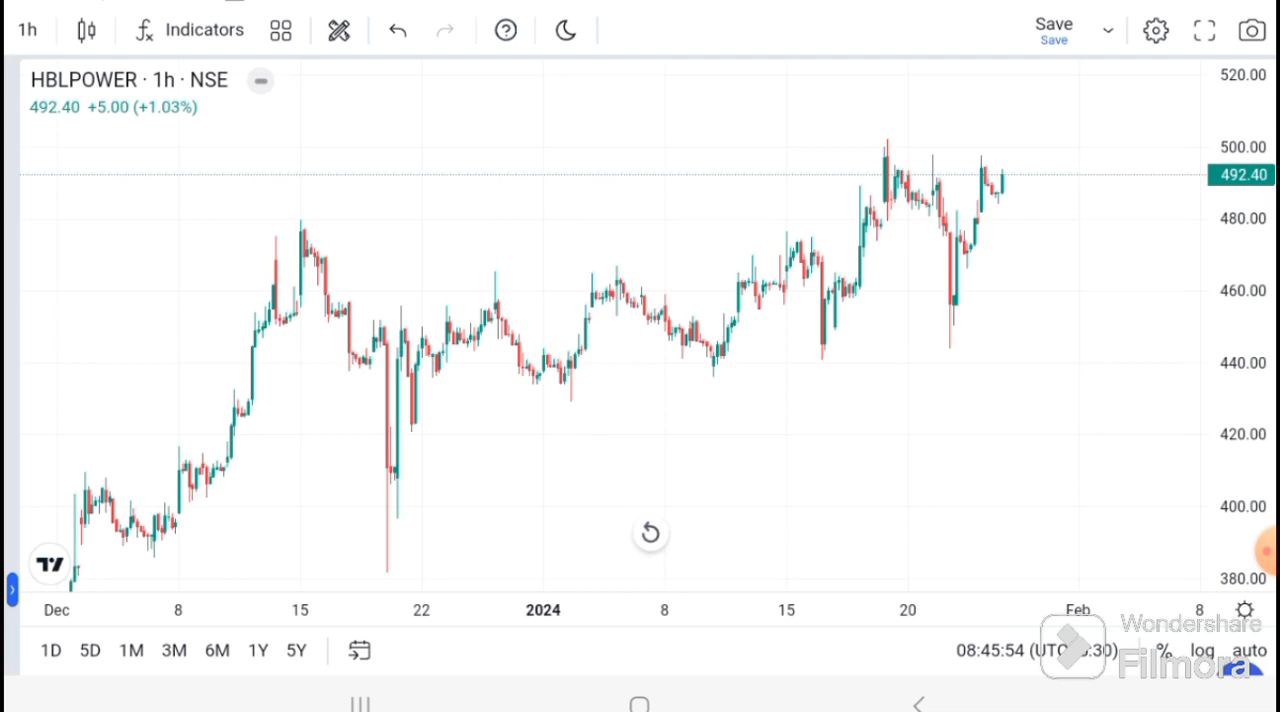 1h Indicators Save
Save
HBLPOWER · 1h · NSE
492.40 +5.00 (+1.03%)
520.00
500.00
492.40
480.00
460.00
440.00
420.00
400.00
380.00
Dec 8 15 22 2024 8 15 20 Feb 8
1D 5D 1M 3M 6M 1Y 5Y 08:45:54 (UTC :30) % log auto
Wondershare
Filmora